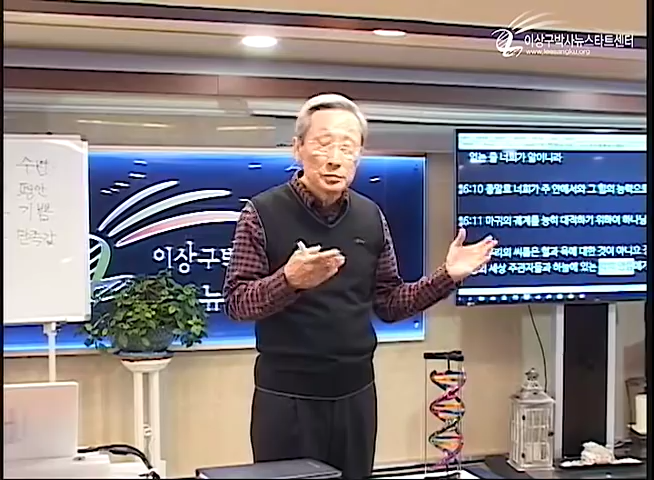 이상구박사뉴스타트센터
www.leesangku.org
수면
평안
기쁨
만족감
이상구
뉴
있는 줄 너희가 앎이니라
6:10 종말로 너희가 주 안에서와 그 힘의 능력으로
6:11 마귀의 궤계를 능히 대적하기 위하여 하나님
우리의 씨름은 혈과 육에 대한 것이 아니요
의 세상 주관자들과 하늘에 있는